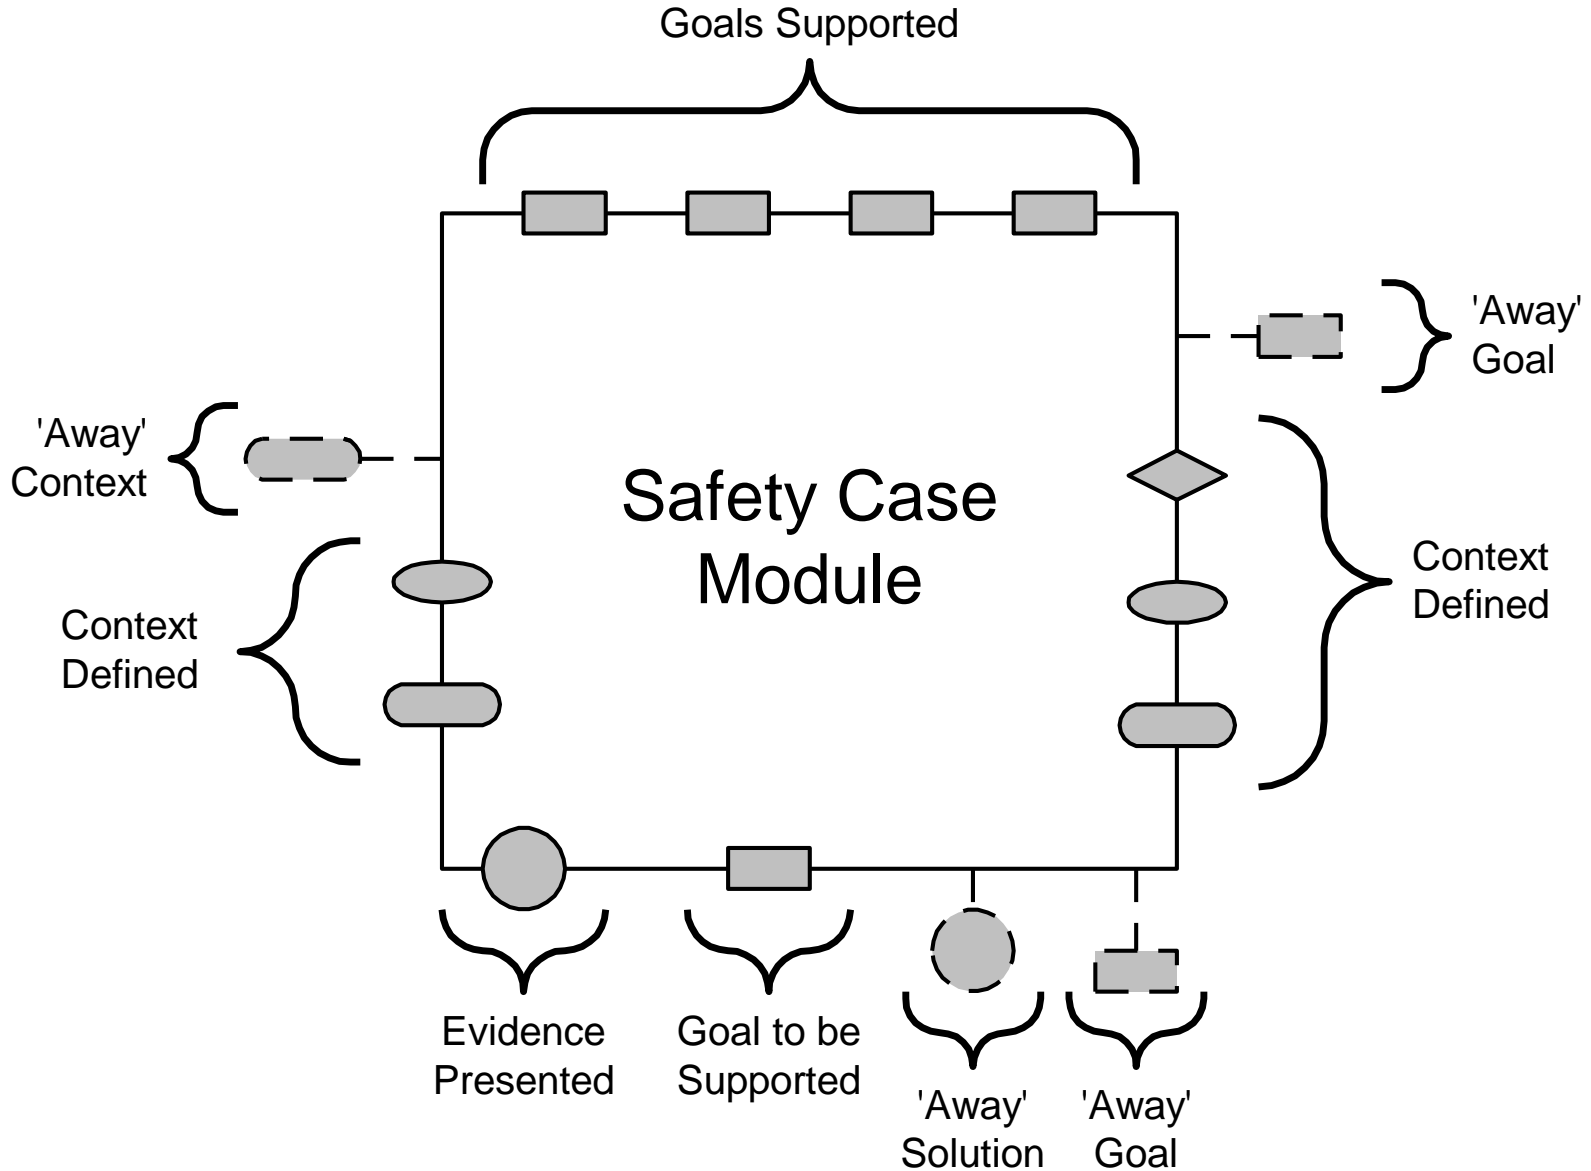 Goals Supported
'Away'
Goal
'Away'
Context
Safety Case
Module
Context
Defined
Context
Defined
Evidence
Presented
Goal to be
Supported
'Away'
Solution
'Away'
Goal